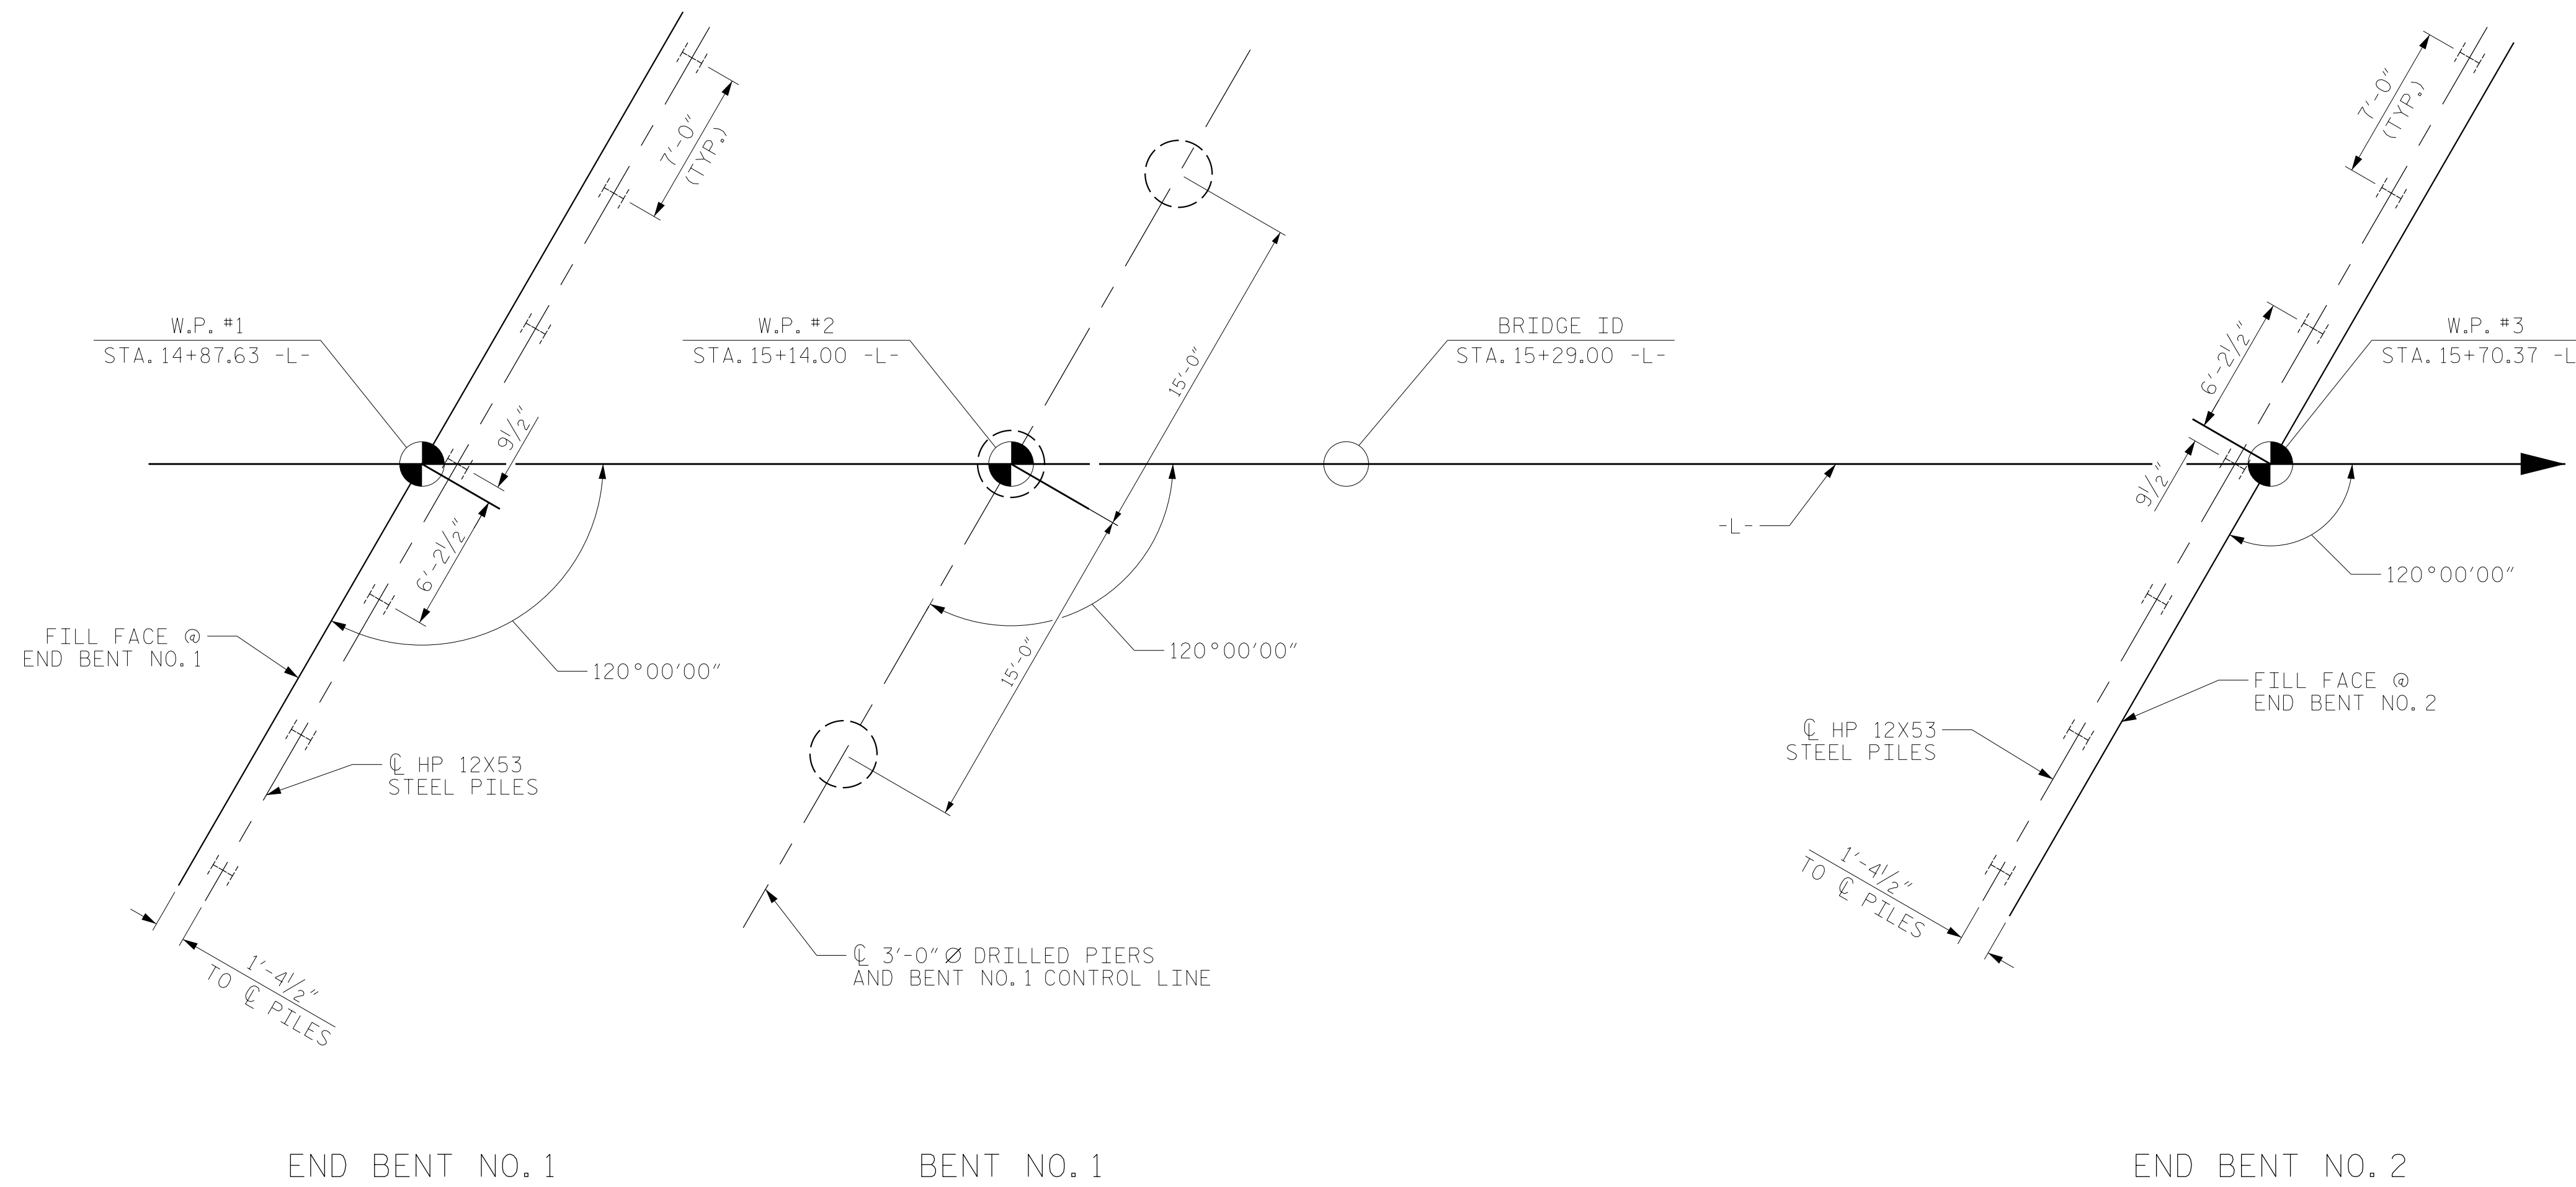 7'-0"
(TYP.)
7'-0"
(TYP.)
W.P. #1
STA. 14+87.63 -L-
W.P. #2
STA. 15+14.00 -L-
BRIDGE ID
STA. 15+29.00 -L-
W.P. #3
STA. 15+70.37 -L
15'-0"
6'-2½"
9½"
9½"
6'-2½"
-L-
120°00'00"
FILL FACE @
END BENT NO. 1
120°00'00"
120°00'00"
15'-0"
FILL FACE @
END BENT NO. 2
℄ HP 12X53
STEEL PILES
℄ HP 12X53
STEEL PILES
1'-4½"
TO ℄ PILES
1'-4½"
TO ℄ PILES
℄ 3'-0" Ø DRILLED PIERS
AND BENT NO. 1 CONTROL LINE
END BENT NO. 1
BENT NO. 1
END BENT NO. 2